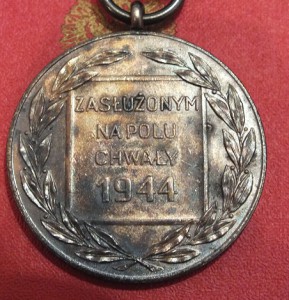 ZASŁUŻONYM
NA POLU
CHWAŁY
1944